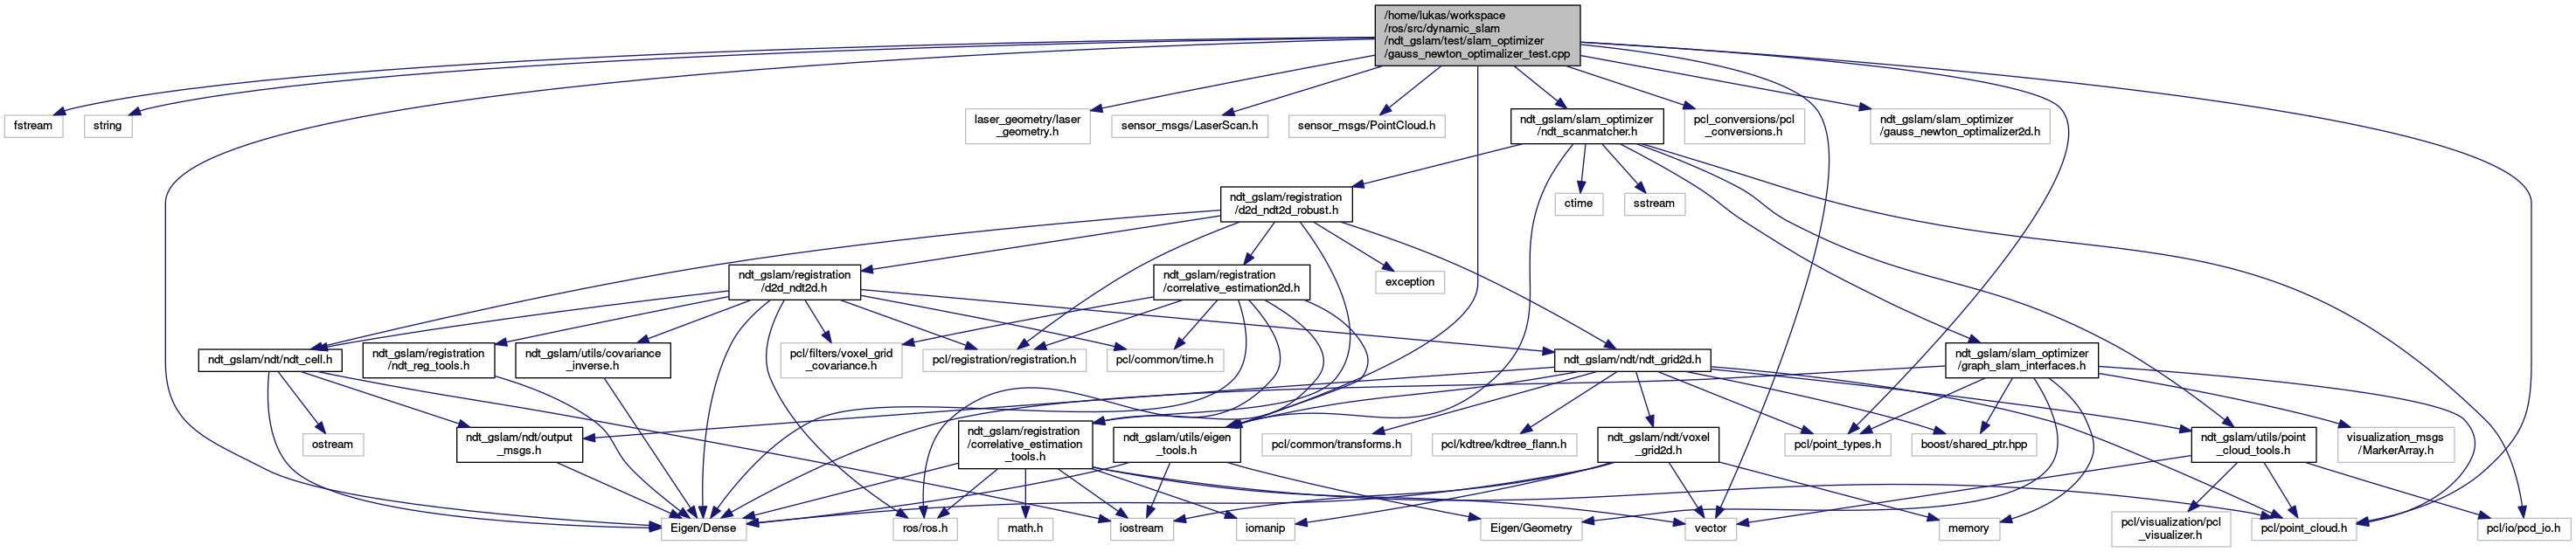 /home/lukas/workspace
/ros/src/dynamic_slam
/ndt_gslam/test/slam_optimizer
/gauss_newton_optimalizer_test.cpp
fstream
string
laser_geometry/laser
_geometry.h
sensor_msgs/LaserScan.h
sensor_msgs/PointCloud.h
ndt_gslam/slam_optimizer
/ndt_scanmatcher.h
pcl_conversions/pcl
_conversions.h
ndt_gslam/slam_optimizer
/gauss_newton_optimalizer2d.h
ndt_gslam/registration
/d2d_ndt2d_robust.h
ctime
sstream
ndt_gslam/registration
/d2d_ndt2d.h
ndt_gslam/registration
/correlative_estimation2d.h
exception
ndt_gslam/ndt/ndt_cell.h
ndt_gslam/registration
/ndt_reg_tools.h
ndt_gslam/utils/covariance
_inverse.h
pcl/filters/voxel_grid
_covariance.h
pcl/registration/registration.h
pcl/common/time.h
ndt_gslam/ndt/ndt_grid2d.h
ndt_gslam/slam_optimizer
/graph_slam_interfaces.h
ostream
ndt_gslam/ndt/output
_msgs.h
ndt_gslam/registration
/correlative_estimation
_tools.h
ndt_gslam/utils/eigen
_tools.h
pcl/common/transforms.h
pcl/kdtree/kdtree_flann.h
ndt_gslam/ndt/voxel
_grid2d.h
pcl/point_types.h
boost/shared_ptr.hpp
ndt_gslam/utils/point
_cloud_tools.h
visualization_msgs
/MarkerArray.h
Eigen/Dense
ros/ros.h
math.h
iostream
iomanip
Eigen/Geometry
vector
memory
pcl/visualization/pcl
_visualizer.h
pcl/point_cloud.h
pcl/io/pcd_io.h